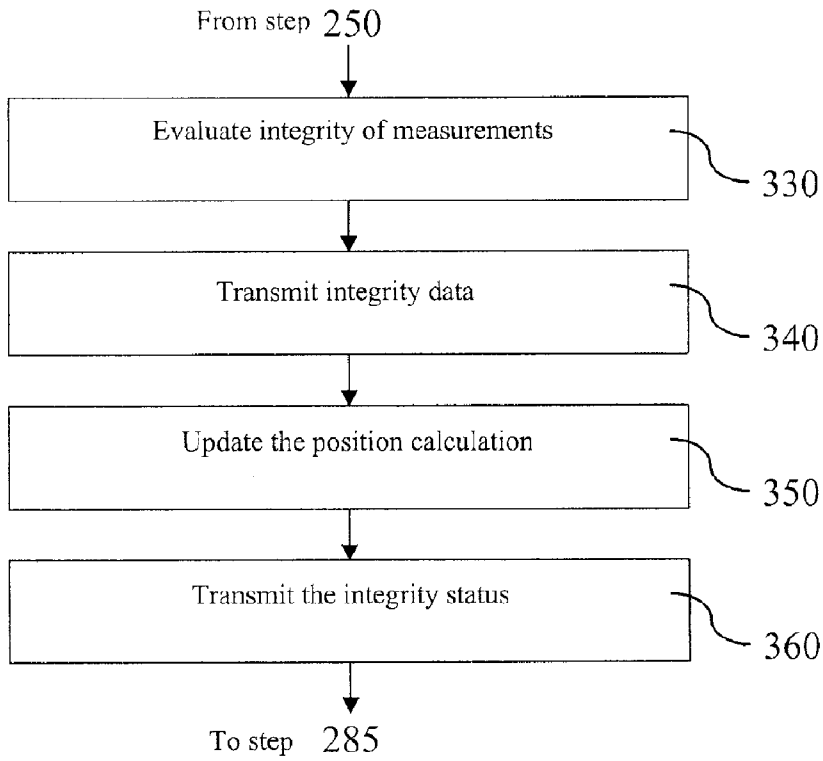 From step 250
Evaluate integrity of measurements
330
Transmit integrity data
340
Update the position calculation
350
Transmit the integrity status
360
To step 285